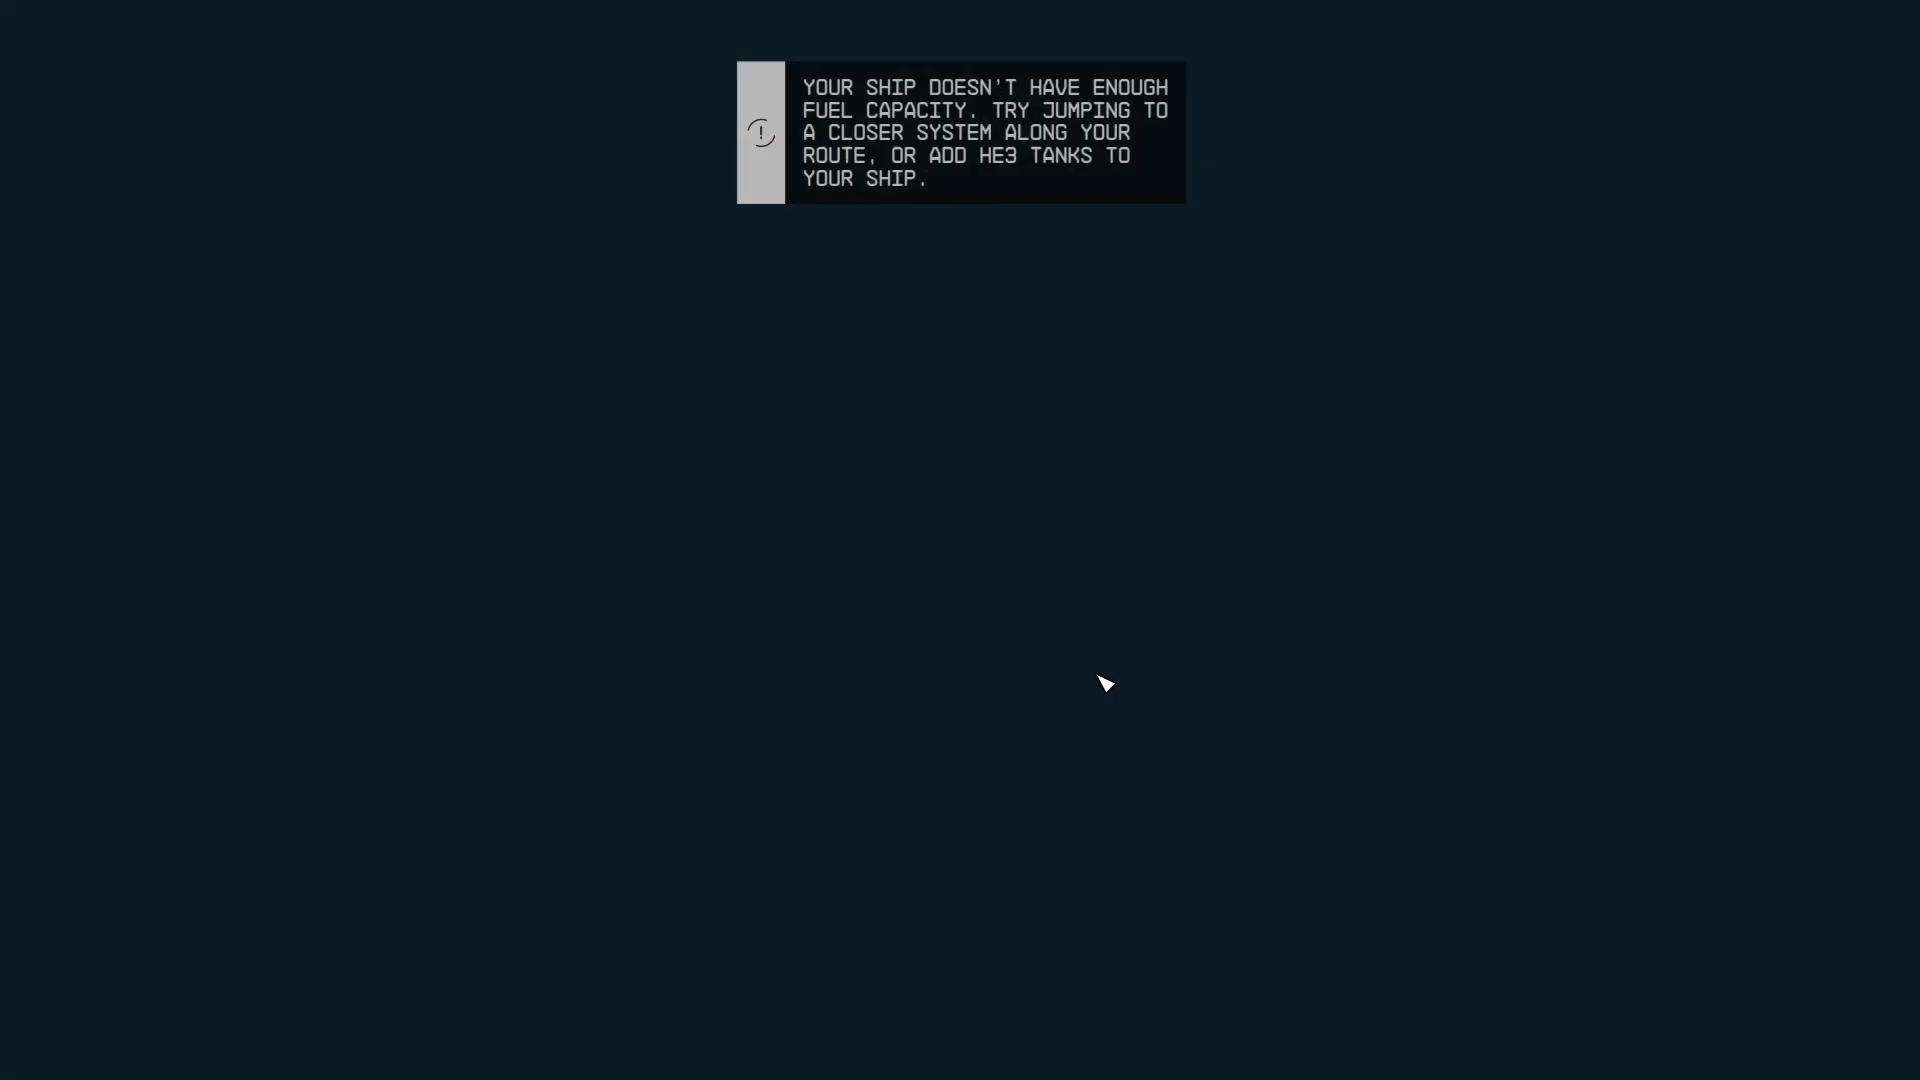 YOUR SHIP DOESN'T HAVE ENOUGH
FUEL CAPACITY. TRY JUMPING TO
A CLOSER SYSTEM ALONG YOUR
ROUTE, OR ADD HE3 TANKS TO
YOUR SHIP.